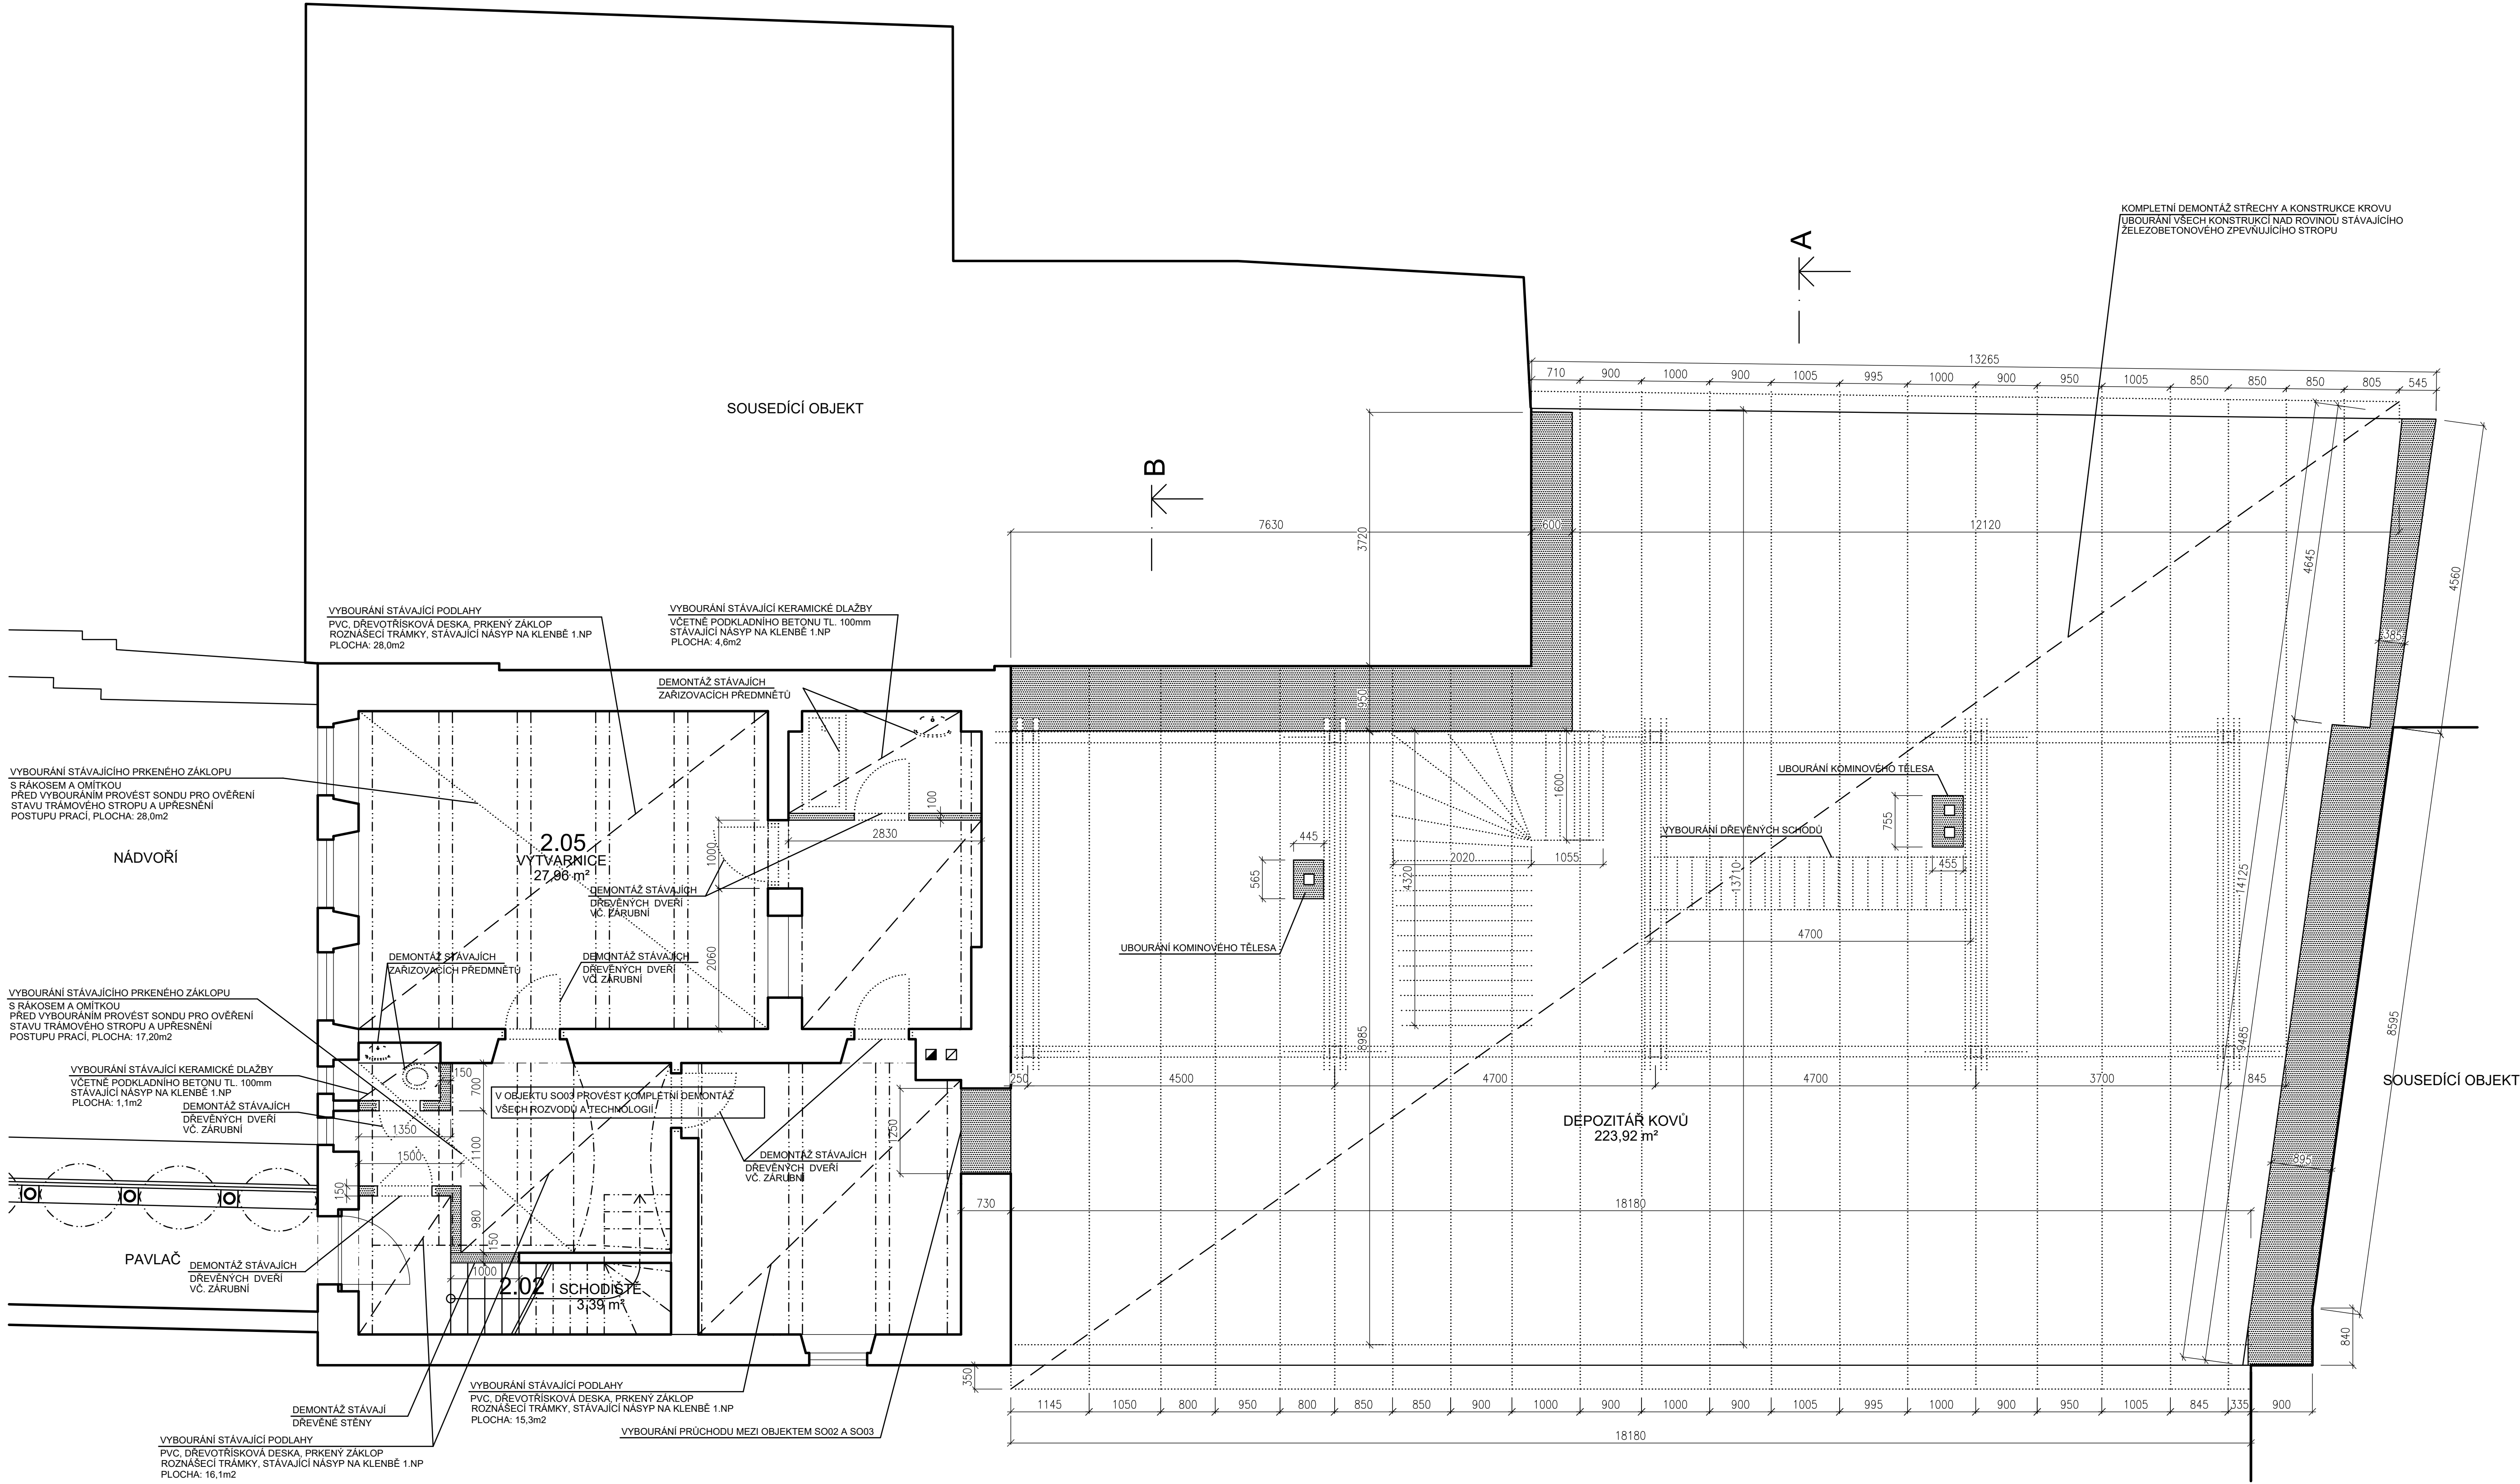 KOMPLETNÍ DEMONTÁŽ STŘECHY A KONSTRUKCE KROVU
UBOURÁNÍ VŠECH KONSTRUKCÍ NAD ROVINOU STÁVAJÍCÍHO
ŽELEZOBETONOVÉHO ZPEVŇUJÍCÍHO STROPU
A
13265
710 900 1000 900 1005 995 1000 900 950 1005 850 850 850 805 545
SOUSEDÍCÍ OBJEKT
B
7630
600
12120
3720
4645
4560
385
VYBOURÁNÍ STÁVAJÍCÍ PODLAHY
PVC, DŘEVOTŘÍSKOVÁ DESKA, PRKENÝ ZÁKLOP
ROZNÁŠECÍ TRÁMKY, STÁVAJÍCÍ NÁSYP NA KLENBĚ 1.NP
PLOCHA: 28,0m2
VYBOURÁNÍ STÁVAJÍCÍ KERAMICKÉ DLAŽBY
VČETNĚ PODKLADNÍHO BETONU TL. 100mm
STÁVAJÍCÍ NÁSYP NA KLENBĚ 1.NP
PLOCHA: 4,6m2
DEMONTÁŽ STÁVAJÍCH
ZAŘIZOVACÍCH PŘEDMNĚTŮ
950
VYBOURÁNÍ STÁVAJÍCÍHO PRKENÉHO ZÁKLOPU
S RÁKOSEM A OMÍTKOU
PŘED VYBOURÁNÍM PROVÉST SONDU PRO OVĚŘENÍ
STAVU TRÁMOVÉHO STROPU A UPŘESNĚNÍ
POSTUPU PRACÍ, PLOCHA: 28,0m2
NÁDVOŘÍ
2.05
VÝTVARNICE
27,96 m²
100
2830
1000
2060
DEMONTÁŽ STÁVAJÍCH
DŘEVĚNÝCH DVEŘÍ
VČ. ZÁRUBNÍ
445
565
UBOURÁNÍ KOMINOVÉHO TĚLESA
1600
2020
1055
4320
UBOURÁNÍ KOMINOVÉHO TĚLESA
755
455
VYBOURÁNÍ DŘEVĚNÝCH SCHODŮ
13710
4700
14125
9485
8595
8985
DEMONTÁŽ STÁVAJÍCH
ZAŘIZOVACÍCH PŘEDMNĚTŮ
DEMONTÁŽ STÁVAJÍCH
DŘEVĚNÝCH DVEŘÍ
VČ. ZÁRUBNÍ
VYBOURÁNÍ STÁVAJÍCÍHO PRKENÉHO ZÁKLOPU
S RÁKOSEM A OMÍTKOU
PŘED VYBOURÁNÍM PROVÉST SONDU PRO OVĚŘENÍ
STAVU TRÁMOVÉHO STROPU A UPŘESNĚNÍ
POSTUPU PRACÍ, PLOCHA: 17,20m2
VYBOURÁNÍ STÁVAJÍCÍ KERAMICKÉ DLAŽBY
VČETNĚ PODKLADNÍHO BETONU TL. 100mm
STÁVAJÍCÍ NÁSYP NA KLENBĚ 1.NP
PLOCHA: 1,1m2
DEMONTÁŽ STÁVAJÍCH
DŘEVĚNÝCH DVEŘÍ
VČ. ZÁRUBNÍ
150
700
1350
1500
1100
150
980
150
1000
V OBJEKTU SO03 PROVÉST KOMPLETNÍ DEMONTÁŽ
VŠECH ROZVODŮ A TECHNOLOGIÍ
1250
250 4500 4700 4700 3700 845
SOUSEDÍCÍ OBJEKT
DEPOZITÁŘ KOVŮ
223,92 m²
DEMONTÁŽ STÁVAJÍCH
DŘEVĚNÝCH DVEŘÍ
VČ. ZÁRUBNÍ
895
730
18180
PAVLAČ
DEMONTÁŽ STÁVAJÍCH
DŘEVĚNÝCH DVEŘÍ
VČ. ZÁRUBNÍ
2.02 SCHODIŠTĚ
3,39 m²
840
350
VYBOURÁNÍ STÁVAJÍCÍ PODLAHY
PVC, DŘEVOTŘÍSKOVÁ DESKA, PRKENÝ ZÁKLOP
ROZNÁŠECÍ TRÁMKY, STÁVAJÍCÍ NÁSYP NA KLENBĚ 1.NP
PLOCHA: 15,3m2
1145 1050 800 950 800 850 850 900 1000 900 1000 900 1005 995 1000 900 950 1005 845 335 900
DEMONTÁŽ STÁVAJÍ
DŘEVĚNÉ STĚNY
VYBOURÁNÍ PRŮCHODU MEZI OBJEKTEM SO02 A SO03
18180
VYBOURÁNÍ STÁVAJÍCÍ PODLAHY
PVC, DŘEVOTŘÍSKOVÁ DESKA, PRKENÝ ZÁKLOP
ROZNÁŠECÍ TRÁMKY, STÁVAJÍCÍ NÁSYP NA KLENBĚ 1.NP
PLOCHA: 16,1m2